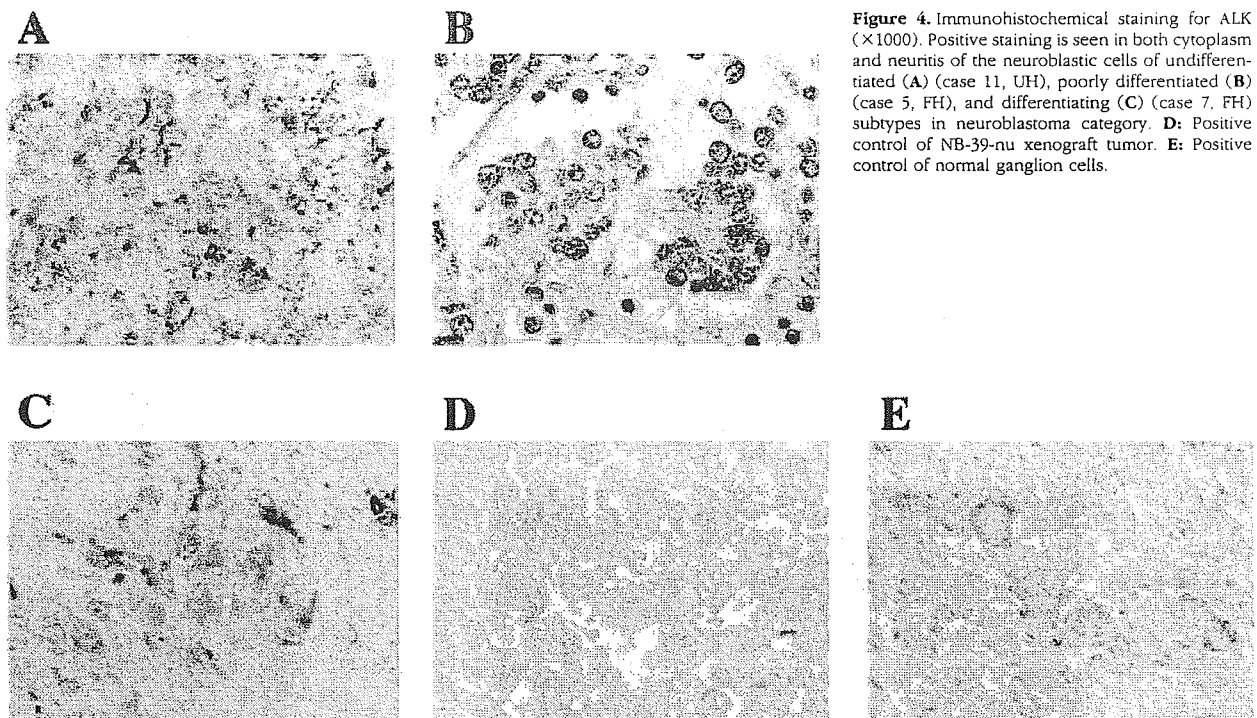 A
B
Figure 4. Immunohistochemical staining for ALK
(×1000). Positive staining is seen in both cytoplasm
and neuritis of the neuroblastic cells of undifferen-
tiated (A) (case 11, UH), poorly differentiated (B)
(case 5, FH), and differentiating (C) (case 7, FH)
subtypes in neuroblastoma category. D: Positive
control of NB-39-nu xenograft tumor. E: Positive
control of normal ganglion cells.
C
D
E